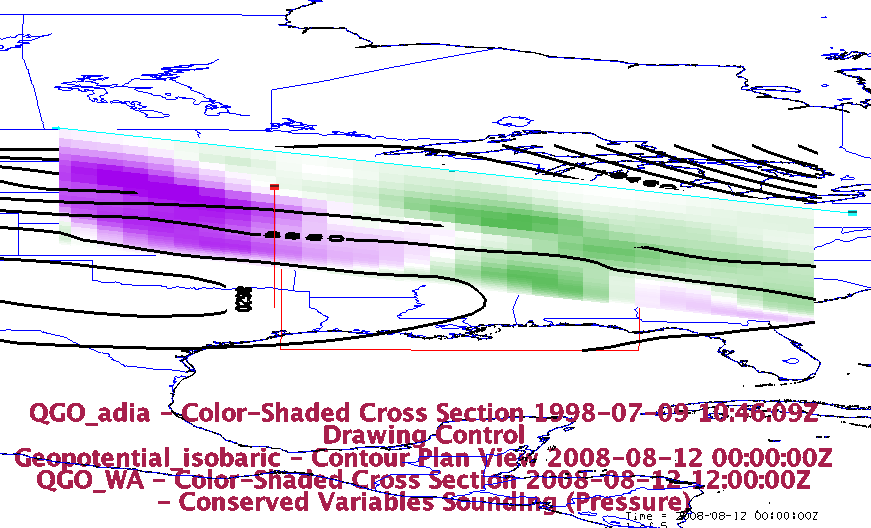 QGO_adia - Color-Shaded Cross Section 1998-07-09 10:46:09Z
Drawing Control
Geopotential_isobaric - Contour Plan View 2008-08-12 00:00:00Z
QGO_WA - Color-Shaded Cross Section 2008-08-12 12:00:00Z
- Conserved Variables Sounding (Pressure)
Time = 2008-08-12 00:00:00Z